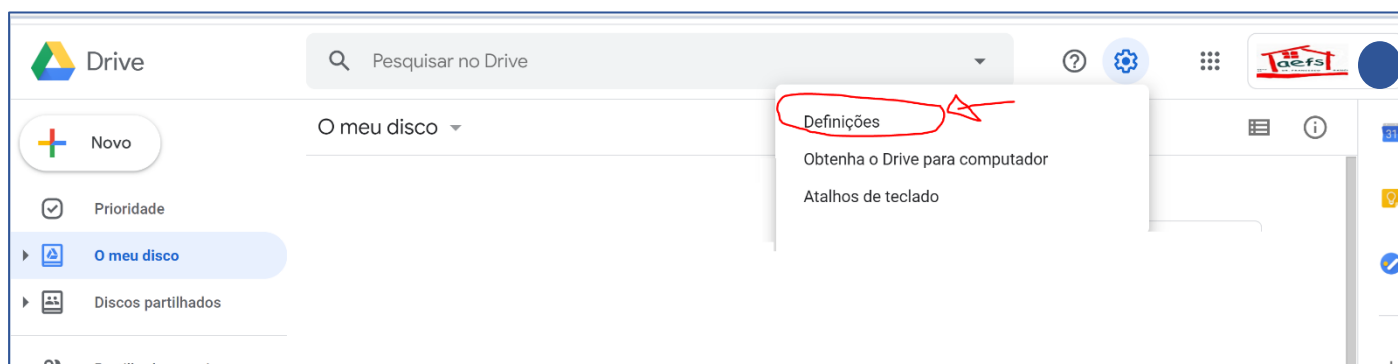 Drive
Pesquisar no Drive
aefs
Novo
O meu disco
Definições
Obtenha o Drive para computador
Atalhos de teclado
Prioridade
O meu disco
Discos partilhados
31